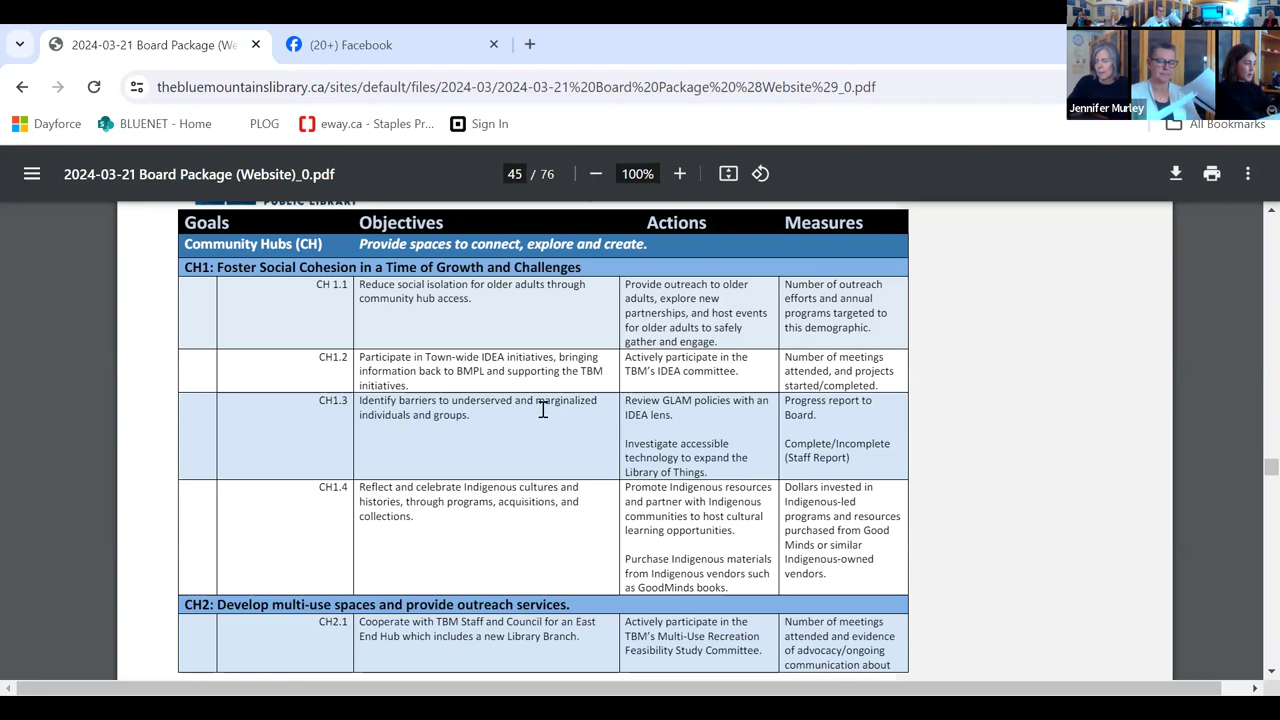 2024-03-21 Board Package (We
(20+) Facebook
thebluemountainslibrary.ca/sites/default/files/2024-03/2024-03-21%20Board%20Package%20%28Website%29_0.pdf
Jennifer Murley
Dayforce
BLUENET - Home
PLOG
eway.ca - Staples Pr...
Sign In
All Bookmarks
2024-03-21 Board Package (Website)_0.pdf
45 / 76
100%
PUBLIC LIBRARY
Goals Objectives Actions Measures
Community Hubs (CH) Provide spaces to connect, explore and create.
CH1: Foster Social Cohesion in a Time of Growth and Challenges
CH 1.1
Reduce social isolation for older adults through
community hub access.
Provide outreach to older
adults, explore new
partnerships, and host events
for older adults to safely
gather and engage.
Number of outreach
efforts and annual
programs targeted to
this demographic.
CH1.2
Participate in Town-wide IDEA initiatives, bringing
information back to BMPL and supporting the TBM
initiatives.
Actively participate in the
TBM's IDEA committee.
Number of meetings
attended, and projects
started/completed.
CH1.3
Identify barriers to underserved and marginalized
individuals and groups.
Review GLAM policies with an
IDEA lens.
Investigate accessible
technology to expand the
Library of Things.
Progress report to
Board.
Complete/Incomplete
(Staff Report)
CH1.4
Reflect and celebrate Indigenous cultures and
histories, through programs, acquisitions, and
collections.
Promote Indigenous resources
and partner with Indigenous
communities to host cultural
learning opportunities.
Purchase Indigenous materials
from Indigenous vendors such
as GoodMinds books.
Dollars invested in
Indigenous-led
programs and resources
purchased from Good
Minds or similar
Indigenous-owned
vendors.
CH2: Develop multi-use spaces and provide outreach services.
CH2.1
Cooperate with TBM Staff and Council for an East
End Hub which includes a new Library Branch.
Actively participate in the
TBM's Multi-Use Recreation
Feasibility Study Committee.
Number of meetings
attended and evidence
of advocacy/ongoing
communication about